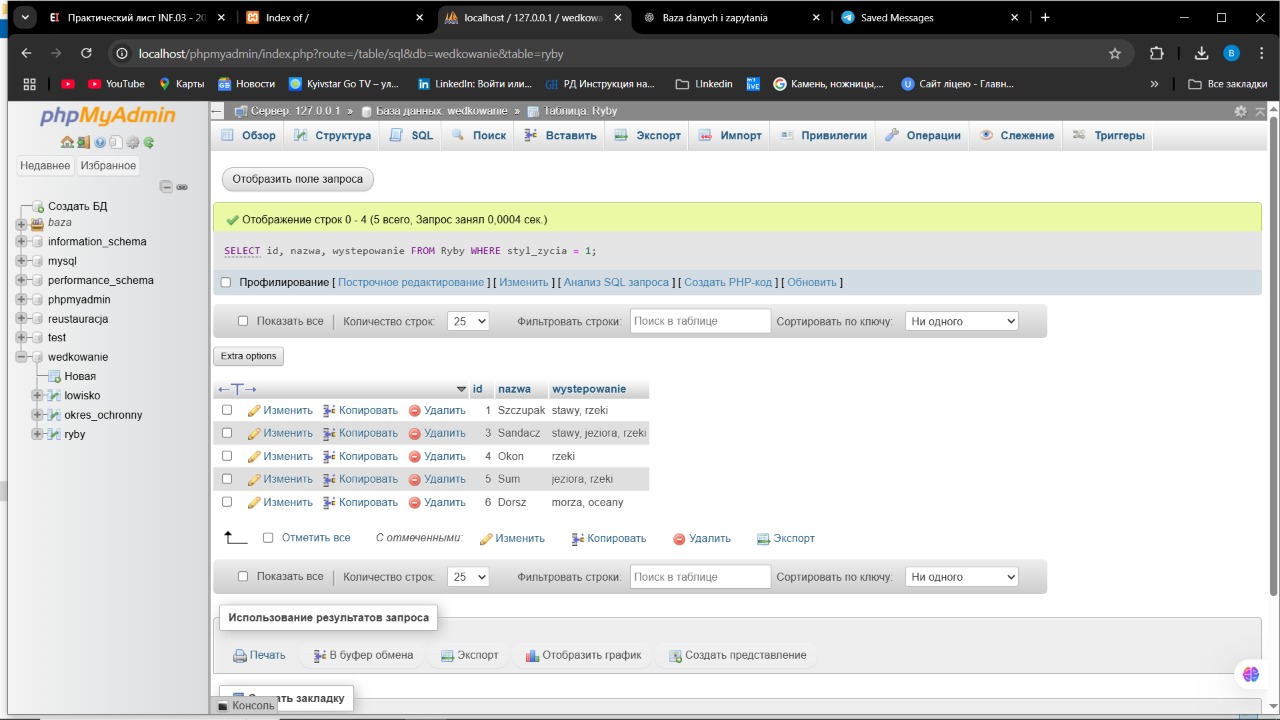 Практический лист INF.03 - 20
Index of /
localhost / 127.0.0.1 / wedkowa
Baza danych i zapytania
Saved Messages
localhost/phpmyadmin/index.php?route=/table/sql&db=wedkowanie&table=ryby
YouTube
Карты
Новости
Kyivstar Go TV – ул...
LinkedIn: Войти или...
РД Инструкция на...
LInkedin
Камень, ножницы,...
Сайт ліцею - Главн...
Все закладки
phpMyAdmin
Недавнее Избранное
Создать БД
baza
information_schema
mysql
performance_schema
phpmyadmin
reustauracja
test
wedkowanie
Новая
lowisko
okres_ochronny
ryby
Сервер: 127.0.0.1 » База данных: wedkowanie » Таблица: Ryby
Обзор Структура SQL Поиск Вставить Экспорт Импорт Привилегии Операции Слежение Триггеры
Отобразить поле запроса
Отображение строк 0 - 4 (5 всего, Запрос занял 0,0004 сек.)
SELECT id, nazwa, wystepowanie FROM Ryby WHERE styl_zycia = 1;
Профилирование [ Построчное редактирование ] [ Изменить ] [ Анализ SQL запроса ] [ Создать PHP-код ] [ Обновить ]
Показать все Количество строк: 25 Фильтровать строки: Поиск в таблице Сортировать по ключу: Ни одного
Extra options
id nazwa wystepowanie
Изменить Копировать Удалить 1 Szczupak stawy, rzeki
Изменить Копировать Удалить 3 Sandacz stawy, jeziora, rzeki
Изменить Копировать Удалить 4 Okon rzeki
Изменить Копировать Удалить 5 Sum jeziora, rzeki
Изменить Копировать Удалить 6 Dorsz morza, oceany
Отметить все С отмеченными: Изменить Копировать Удалить Экспорт
Показать все Количество строк: 25 Фильтровать строки: Поиск в таблице Сортировать по ключу: Ни одного
Использование результатов запроса
Печать В буфер обмена Экспорт Отобразить график Создать представление
закладку
Консоль